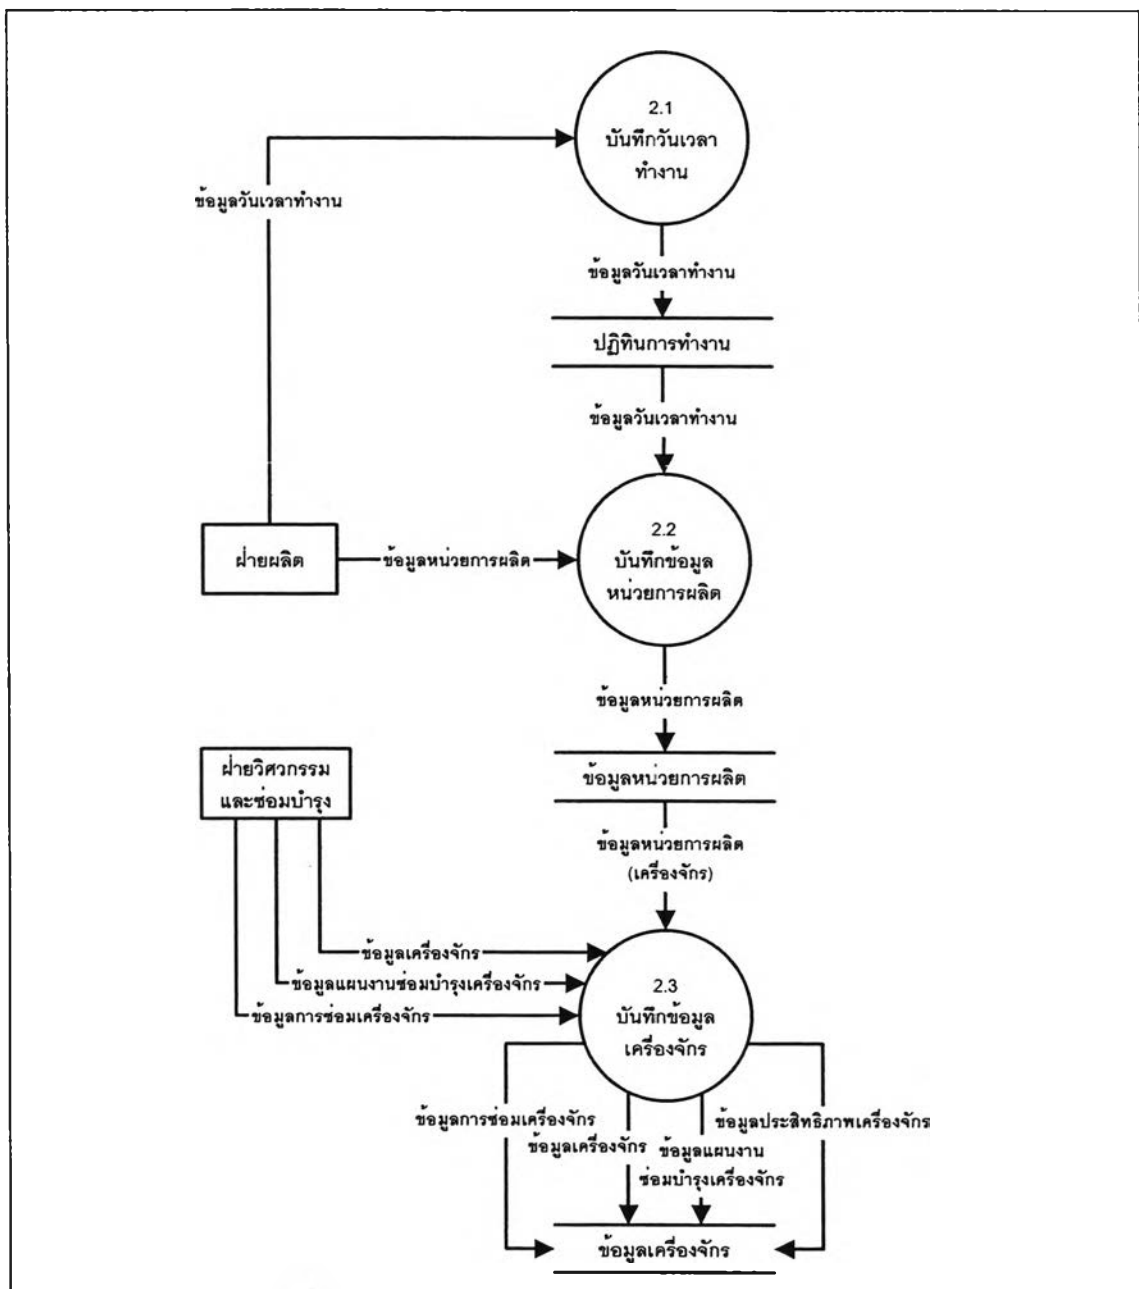 2.1
บันทึกวันเวลา
ทำงาน
ข้อมูลวันเวลาทำงาน
ข้อมูลวันเวลาทำงาน
ปฏิทินการทำงาน
ข้อมูลวันเวลาทำงาน
ฝ่ายผลิต
ข้อมูลหน่วยการผลิต
2.2
บันทึกข้อมูล
หน่วยการผลิต
ข้อมูลหน่วยการผลิต
ฝ่ายวิศวกรรม
และซ่อมบำรุง
ข้อมูลหน่วยการผลิต
ข้อมูลหน่วยการผลิต
(เครื่องจักร)
ข้อมูลเครื่องจักร
ข้อมูลแผนงานซ่อมบำรุงเครื่องจักร
ข้อมูลการซ่อมเครื่องจักร
2.3
บันทึกข้อมูล
เครื่องจักร
ข้อมูลการซ่อมเครื่องจักร
ข้อมูลเครื่องจักร
ข้อมูลแผนงาน
ซ่อมบำรุงเครื่องจักร
ข้อมูลประสิทธิภาพเครื่องจักร
ข้อมูลเครื่องจักร